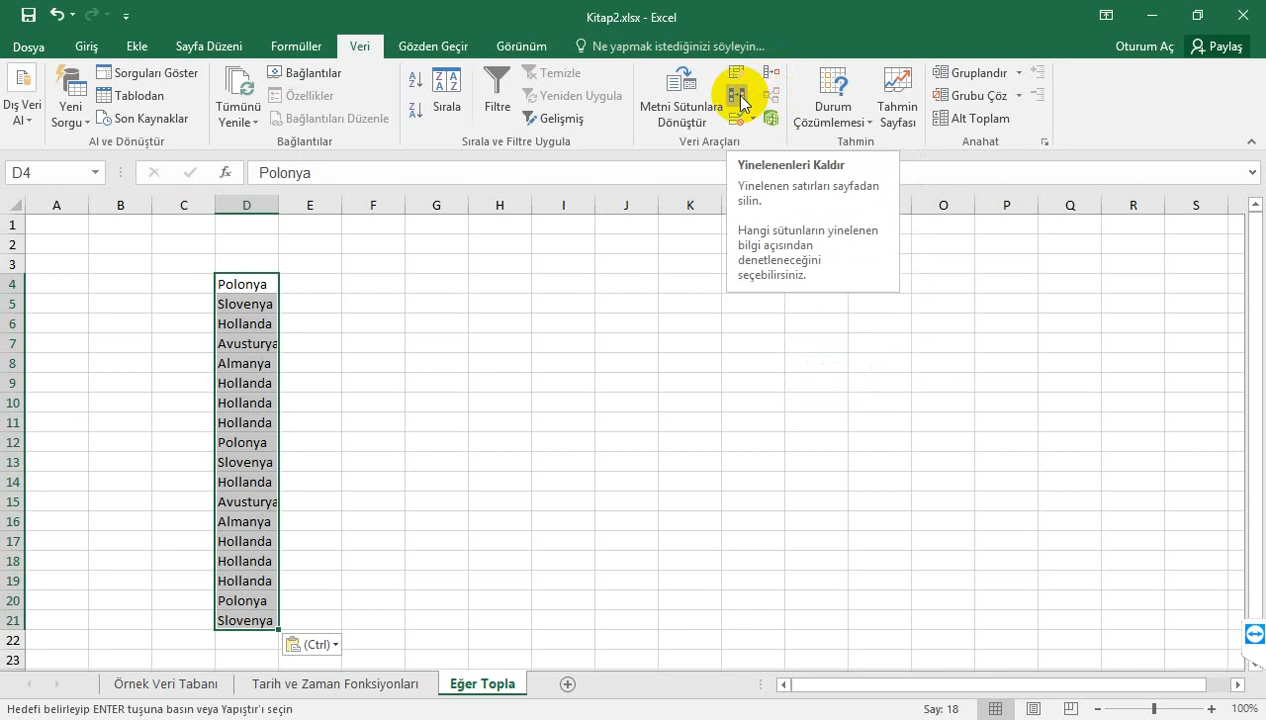 Kitap2.xlsx - Excel
Dosya Giriş Ekle Sayfa Düzeni Formüller Veri Gözden Geçir Görünüm Ne yapmak istediğinizi söyleyin... Oturum Aç Paylaş
Dış Veri
Al
Yeni
Sorgu
Sorguları Göster
Tablodan
Son Kaynaklar
Al ve Dönüştür
Tümünü
Yenile
Bağlantılar
Özellikler
Bağlantıları Düzenle
Bağlantılar
Sırala
Filtre
Temizle
Yeniden Uygula
Gelişmiş
Sırala ve Filtre Uygula
Metni Sütunlara
Dönüştür
Veri Araçları
Durum
Çözümlemesi
Tahmin
Sayfası
Tahmin
Gruplandır
Grubu Çöz
Alt Toplam
Anahat
D4
fx
Polonya
Yinelenenleri Kaldır
Yinelenen satırları sayfadan
silin.
Hangi sütunların yinelenen
bilgi açısından
denetleneceğini
seçebilirsiniz.
A B C D E F G H I J K O P Q R S
1
2
3
4 Polonya
5 Slovenya
6 Hollanda
7 Avusturya
8 Almanya
9 Hollanda
10 Hollanda
11 Hollanda
12 Polonya
13 Slovenya
14 Hollanda
15 Avusturya
16 Almanya
17 Hollanda
18 Hollanda
19 Hollanda
20 Polonya
21 Slovenya
22
(Ctrl)
23
Örnek Veri Tabanı Tarih ve Zaman Fonksiyonları Eğer Topla
Hedefi belirleyip ENTER tuşuna basın veya Yapıştır'ı seçin Say: 18 100%